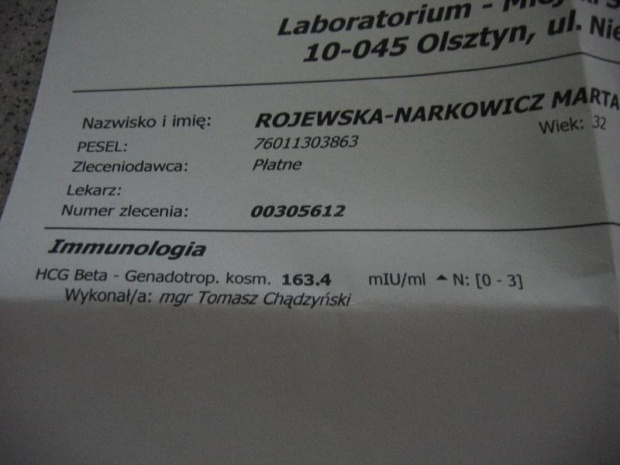 Laboratorium -
10-045 Olsztyn, ul. Nie
Nazwisko i imię: ROJEWSKA-NARKOWICZ MARTA
PESEL: 76011303863 Wiek: 32
Zleceniodawca: Płatne
Lekarz:
Numer zlecenia: 00305612
Immunologia
HCG Beta - Genadotrop. kosm. 163.4 mIU/ml ▲ N: [0 - 3]
Wykonał/a: mgr Tomasz Chądzyński